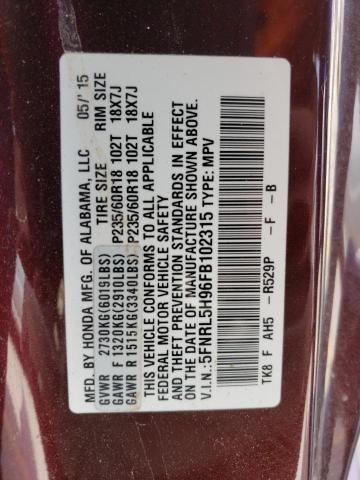 MFD. BY HONDA MFG. OF ALABAMA, LLC 05/'15
TIRE SIZE RIM SIZE
GVWR 2730KG(6019LBS)
GAWR F 1320KG(2910LBS) P235/60R18 102T 18X7J
GAWR R 1515KG(3340LBS) P235/60R18 102T 18X7J
THIS VEHICLE CONFORMS TO ALL APPLICABLE
FEDERAL MOTOR VEHICLE SAFETY
AND THEFT PREVENTION STANDARDS IN EFFECT
ON THE DATE OF MANUFACTURE SHOWN ABOVE.
V.I.N.: 5FNRL5H96FB102315 TYPE: MPV
TK8 F AH5 -R529P -F -B